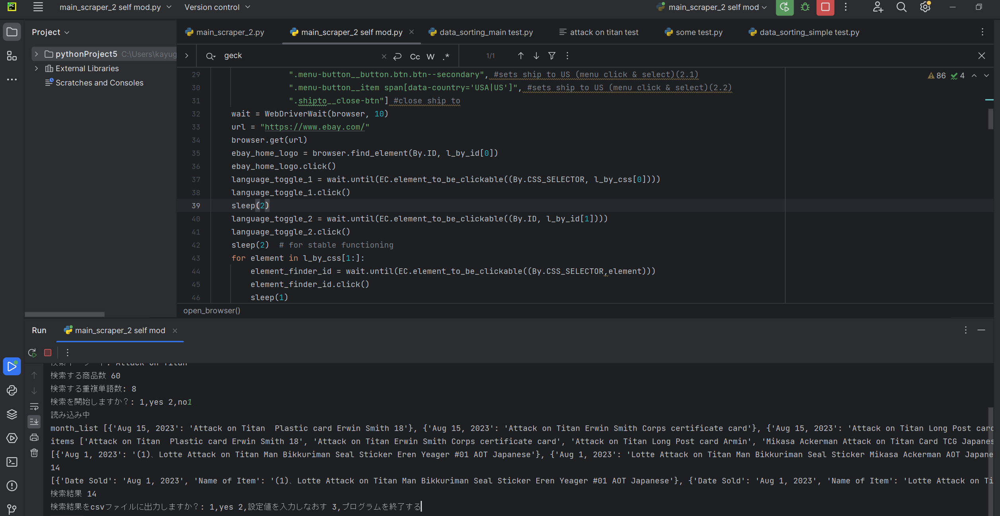 main_scraper_2 self mod.py
Version control
main_scraper_2 self mod
Project
main_scraper_2.py
main_scraper_2 self mod.py
data_sorting_main test.py
attack on titan test
some test.py
data_sorting_simple test.py
pythonProject5 C:\Users\kayug
External Libraries
Scratches and Consoles
geck
Cc W .*
1/1
86 4
29 ".menu-button__button.btn.btn--secondary", #sets ship to US (menu click & select)(2.1)
30 ".menu-button__item span[data-country='USA|US']", #sets ship to US (menu click & select)(2.2)
31 ".shipto__close-btn"] #close ship to
32 wait = WebDriverWait(browser, 10)
33 url = "https://www.ebay.com/"
34 browser.get(url)
35 ebay_home_logo = browser.find_element(By.ID, l_by_id[0])
36 ebay_home_logo.click()
37 language_toggle_1 = wait.until(EC.element_to_be_clickable((By.CSS_SELECTOR, l_by_css[0])))
38 language_toggle_1.click()
39 sleep(2)
40 language_toggle_2 = wait.until(EC.element_to_be_clickable((By.ID, l_by_id[1])))
41 language_toggle_2.click()
42 sleep(2)  # for stable functioning
43 for element in l_by_css[1:]:
44 element_finder_id = wait.until(EC.element_to_be_clickable((By.CSS_SELECTOR,element)))
45 element_finder_id.click()
46 sleep(1)
open_browser()
Run
main_scraper_2 self mod
Attack on Titan
検索する商品数 60
検索する重複単語数: 8
検索を開始しますか？: 1,yes 2,no1
読み込み中
month_list [{'Aug 15, 2023': 'Attack on Titan  Plastic card Erwin Smith 18'}, {'Aug 15, 2023': 'Attack on Titan Erwin Smith Corps certificate card'}, {'Aug 15, 2023': 'Attack on Titan Long Post card
items ['Attack on Titan  Plastic card Erwin Smith 18', 'Attack on Titan Erwin Smith Corps certificate card', 'Attack on Titan Long Post card Armin', 'Mikasa Ackerman Attack on Titan Card TCG Japanes
[{'Aug 1, 2023': '(1)、Lotte Attack on Titan Man Bikkuriman Seal Sticker Eren Yeager #01 AOT Japanese'}, {'Aug 1, 2023': 'Lotte Attack on Titan Man Bikkuriman Seal Sticker Mikasa Ackerman AOT Japane
14
[{'Date Sold': 'Aug 1, 2023', 'Name of Item': '(1)、Lotte Attack on Titan Man Bikkuriman Seal Sticker Eren Yeager #01 AOT Japanese'}, {'Date Sold': 'Aug 1, 2023', 'Name of Item': 'Lotte Attack on Ti
検索結果 14
検索結果をcsvファイルに出力しますか？: 1,yes 2,設定値を入力しなおす 3,プログラムを終了する